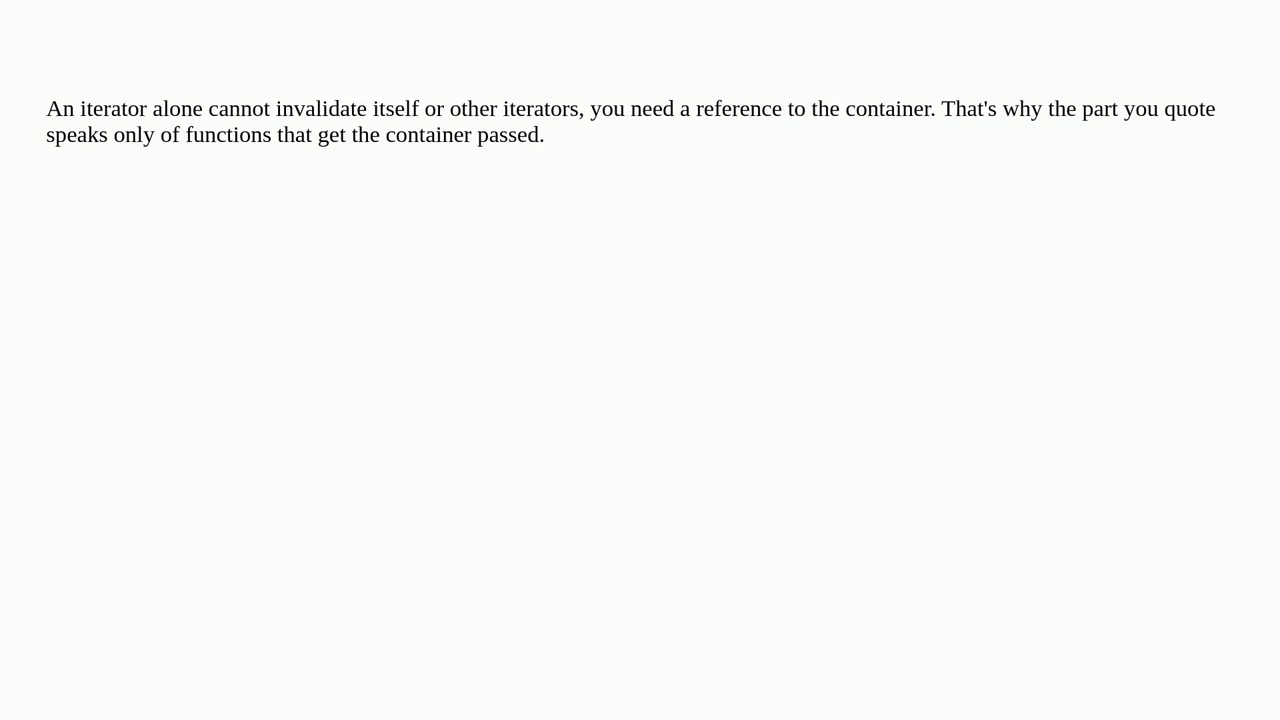 An iterator alone cannot invalidate itself or other iterators, you need a reference to the container. That's why the part you quote
speaks only of functions that get the container passed.